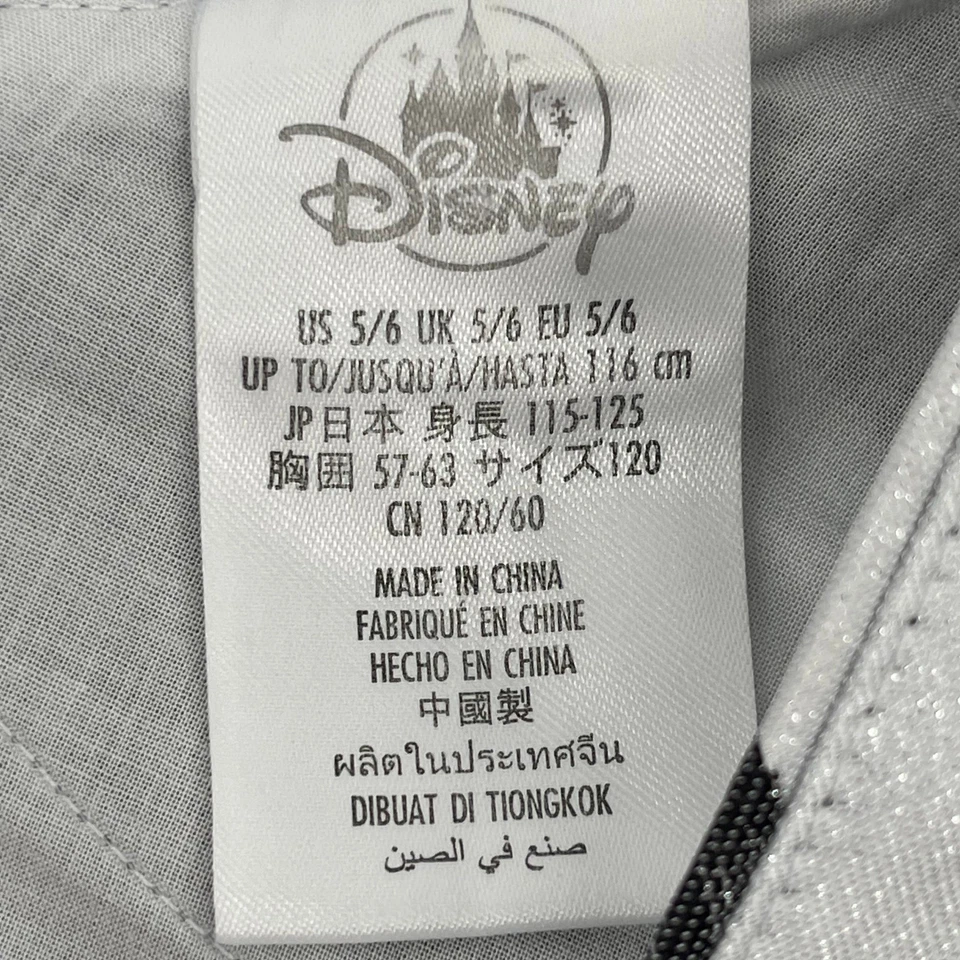 Disney
US 5/6 UK 5/6 EU 5/6
UP TO/JUSQU'À/HASTA 116 cm
JP日本 身長 115-125
胸囲 57-63 サイズ120
CN 120/60
MADE IN CHINA
FABRIQUÉ EN CHINE
HECHO EN CHINA
中國製
ผลิตในประเทศจีน
DIBUAT DI TIONGKOK
صنع في الصين